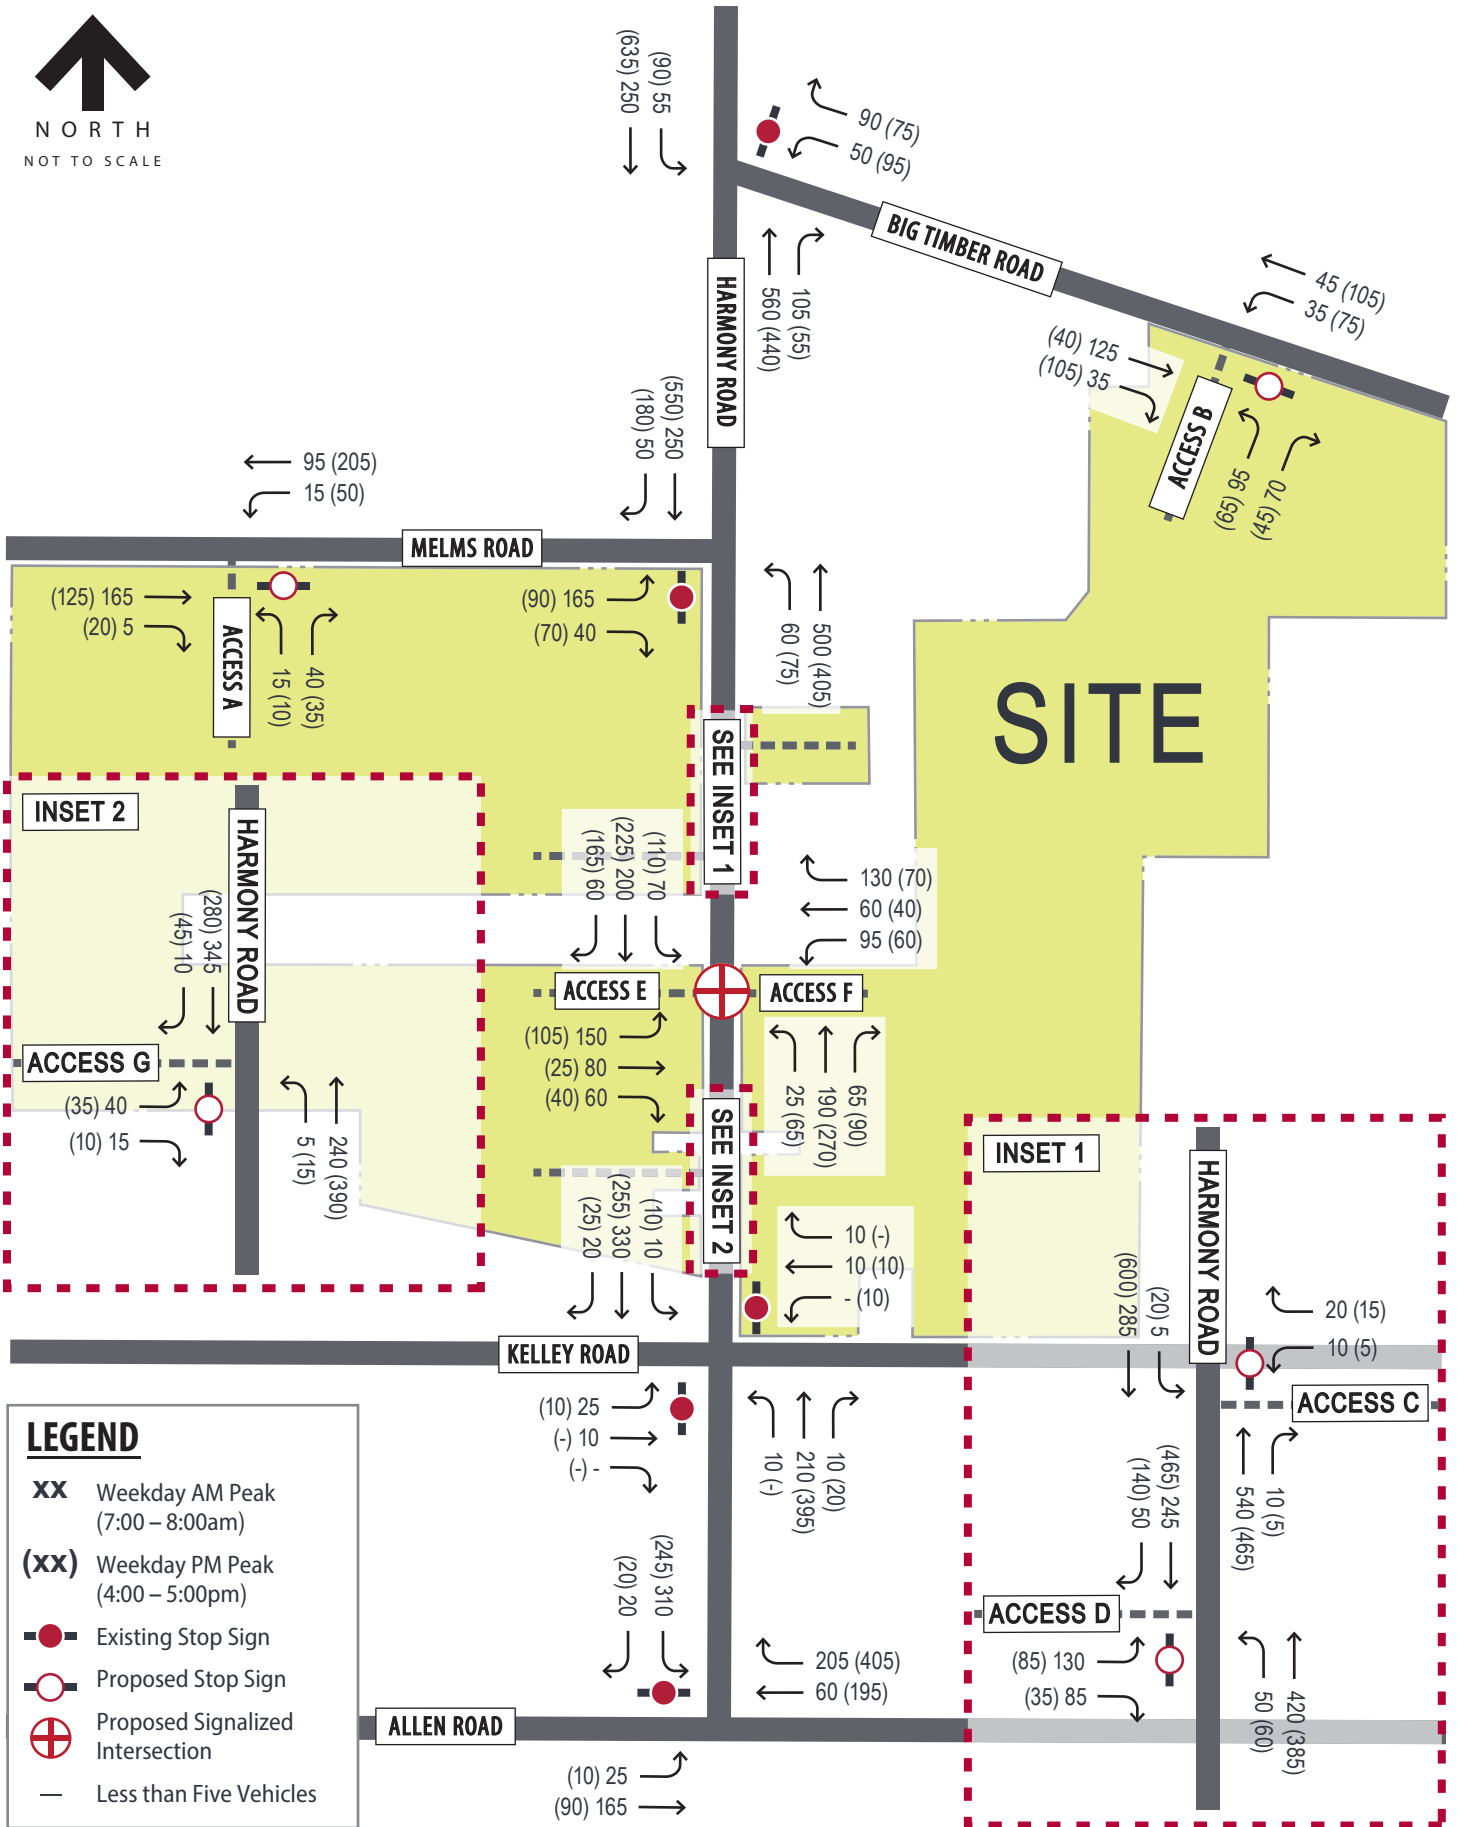 NORTH
NOT TO SCALE
(635) 250
(90) 55
90 (75)
50 (95)
BIG TIMBER ROAD
HARMONY ROAD
560 (440)
105 (55)
45 (105)
35 (75)
(40) 125
(105) 35
ACCESS B
(65) 95
(45) 70
(180) 50
(550) 250
95 (205)
15 (50)
MELMS ROAD
(125) 165
(20) 5
ACCESS A
15 (10)
40 (35)
(90) 165
(70) 40
60 (75)
500 (405)
SITE
SEE INSET 1
INSET 2
HARMONY ROAD
(45) 10
(280) 345
ACCESS G
(35) 40
(10) 15
5 (15)
240 (390)
(165) 60
(225) 200
(110) 70
130 (70)
60 (40)
95 (60)
ACCESS E
ACCESS F
(105) 150
(25) 80
(40) 60
25 (65)
190 (270)
65 (90)
SEE INSET 2
(25) 20
(255) 330
(10) 10
10 (-)
10 (10)
- (10)
KELLEY ROAD
(10) 25
(-) 10
(-) -
10 (-)
210 (395)
10 (20)
INSET 1
HARMONY ROAD
(600) 285
(20) 5
20 (15)
10 (5)
ACCESS C
540 (465)
10 (5)
(140) 50
(465) 245
ACCESS D
(85) 130
(35) 85
50 (60)
420 (385)
(20) 20
(245) 310
205 (405)
60 (195)
ALLEN ROAD
(10) 25
(90) 165
LEGEND
XX Weekday AM Peak
(7:00 – 8:00am)
(XX) Weekday PM Peak
(4:00 – 5:00pm)
Existing Stop Sign
Proposed Stop Sign
Proposed Signalized
Intersection
— Less than Five Vehicles